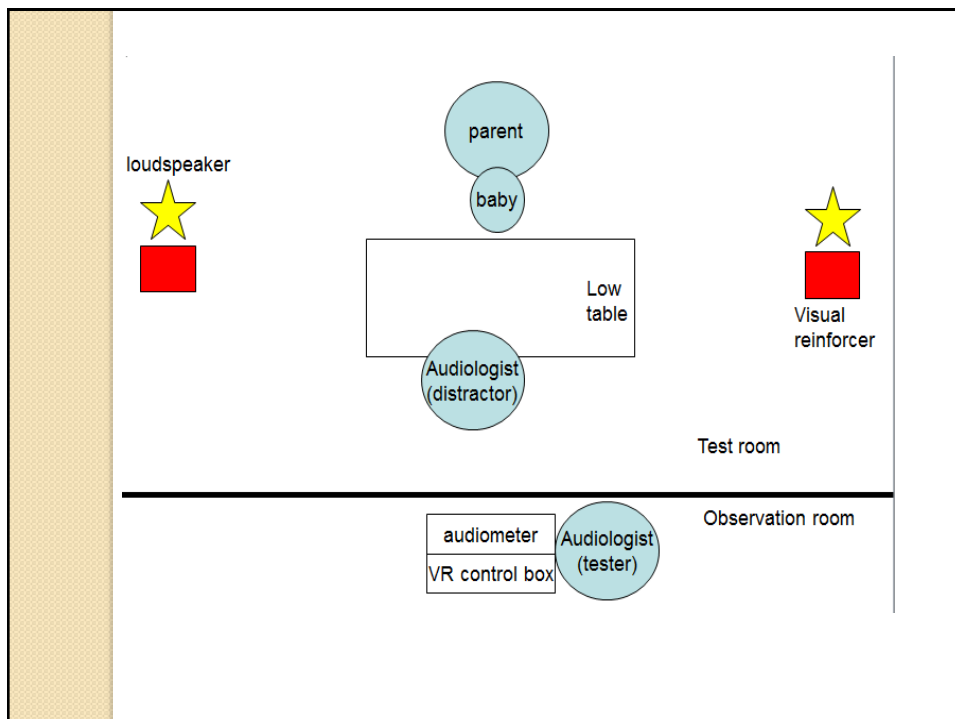 parent
loudspeaker
baby
Low
table
Visual
reinforcer
Audiologist
(distractor)
Test room
Observation room
audiometer
Audiologist
(tester)
VR control box